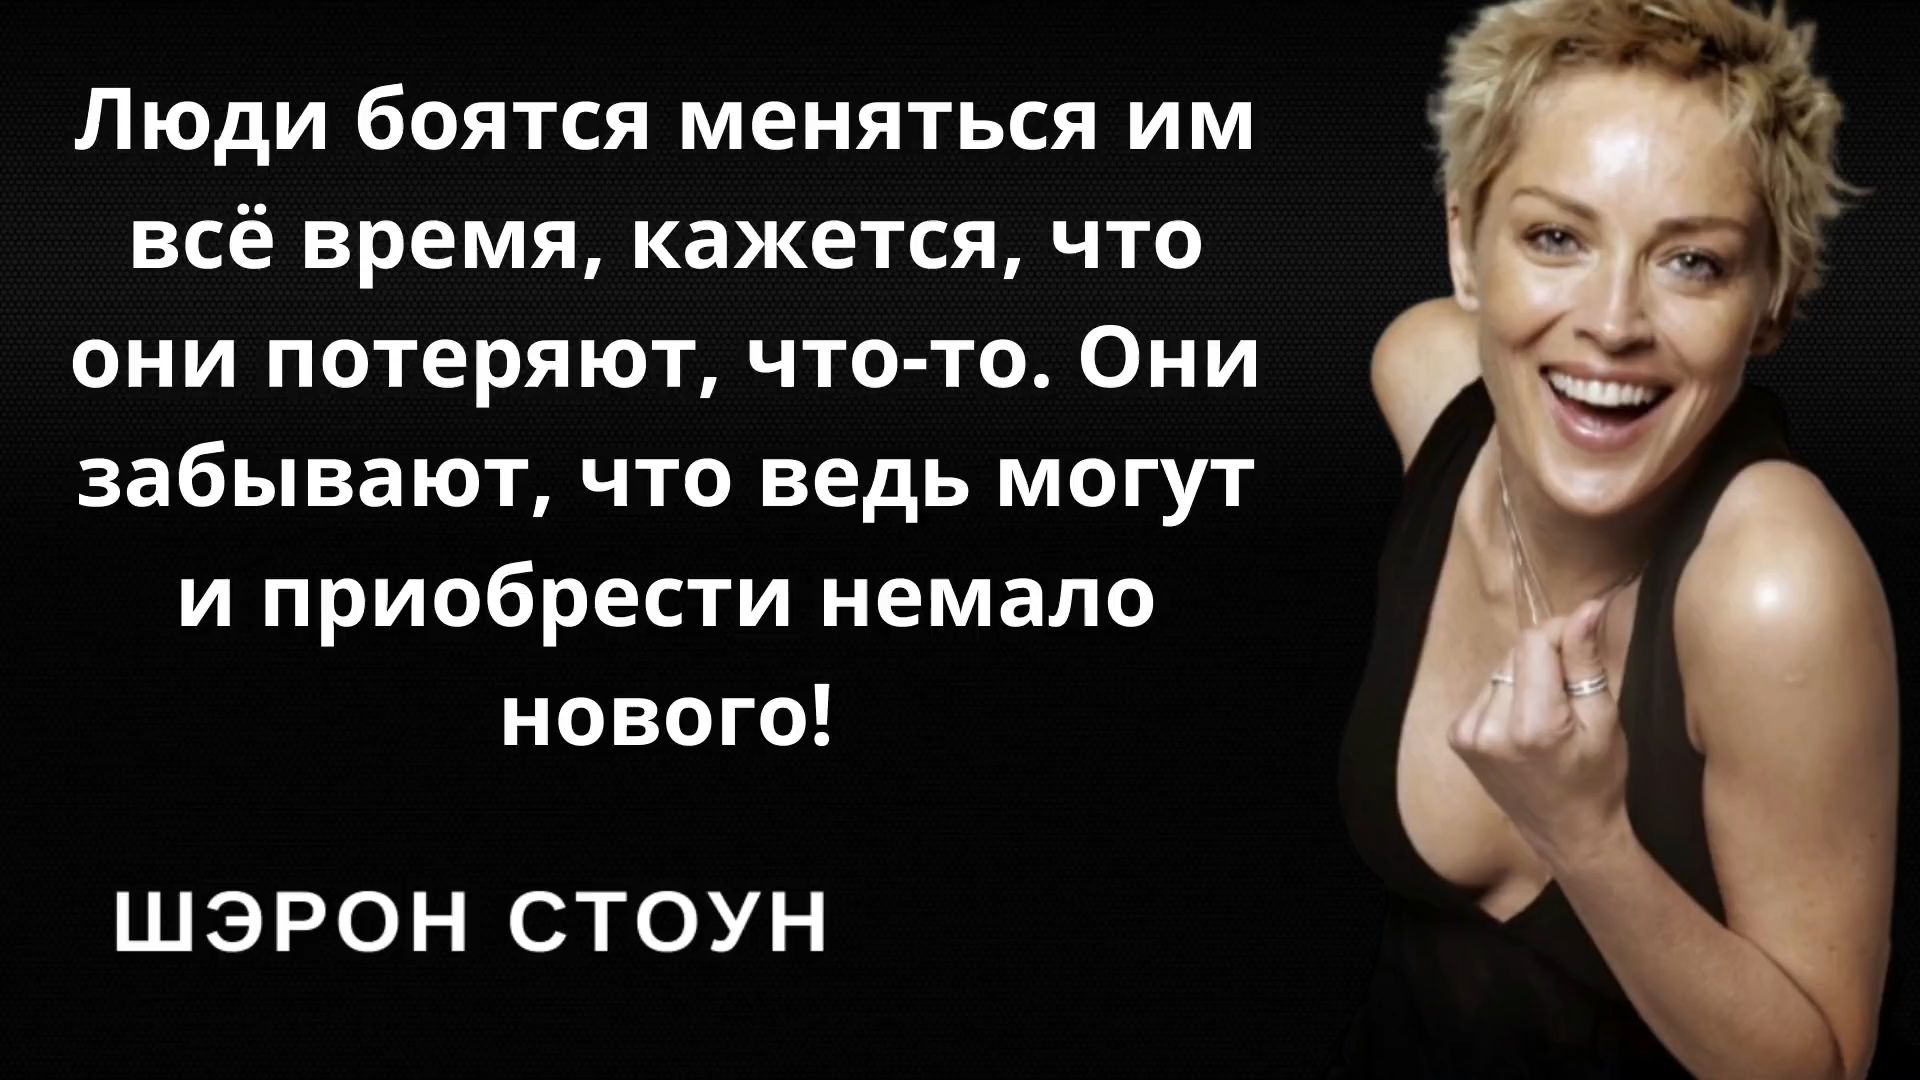 Люди боятся меняться им
всё время, кажется, что
они потеряют, что-то. Они
забывают, что ведь могут
и приобрести немало
нового!
ШЭРОН СТОУН